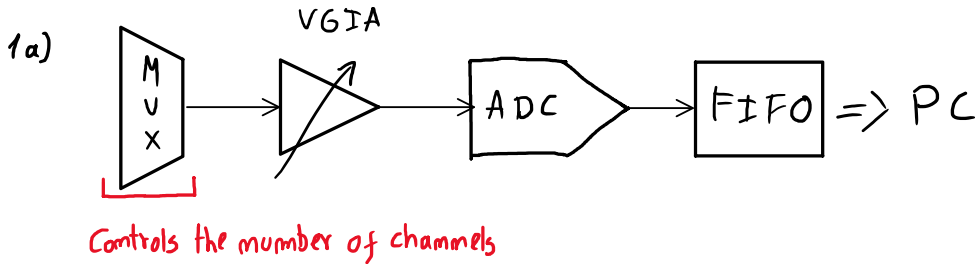 VGIA
1a)
MUX
ADC
FIFO => PC
Controls the number of channels